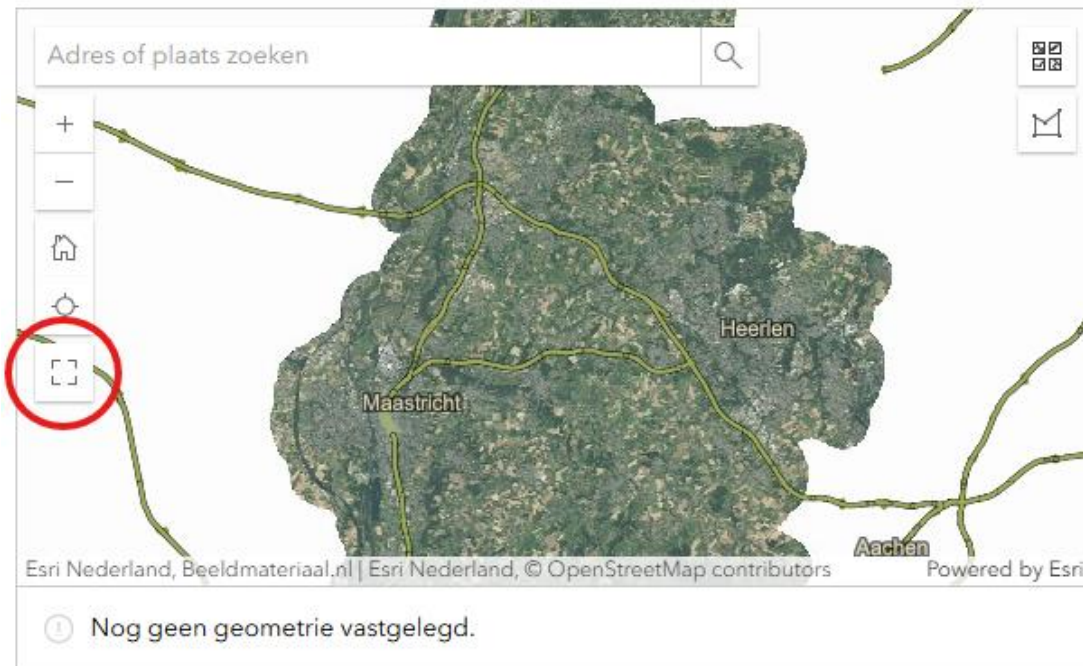 Adres of plaats zoeken
Heerlen
Maastricht
Aachen
Esri Nederland, Beeldmateriaal.nl | Esri Nederland, © OpenStreetMap contributors Powered by Esri
Nog geen geometrie vastgelegd.